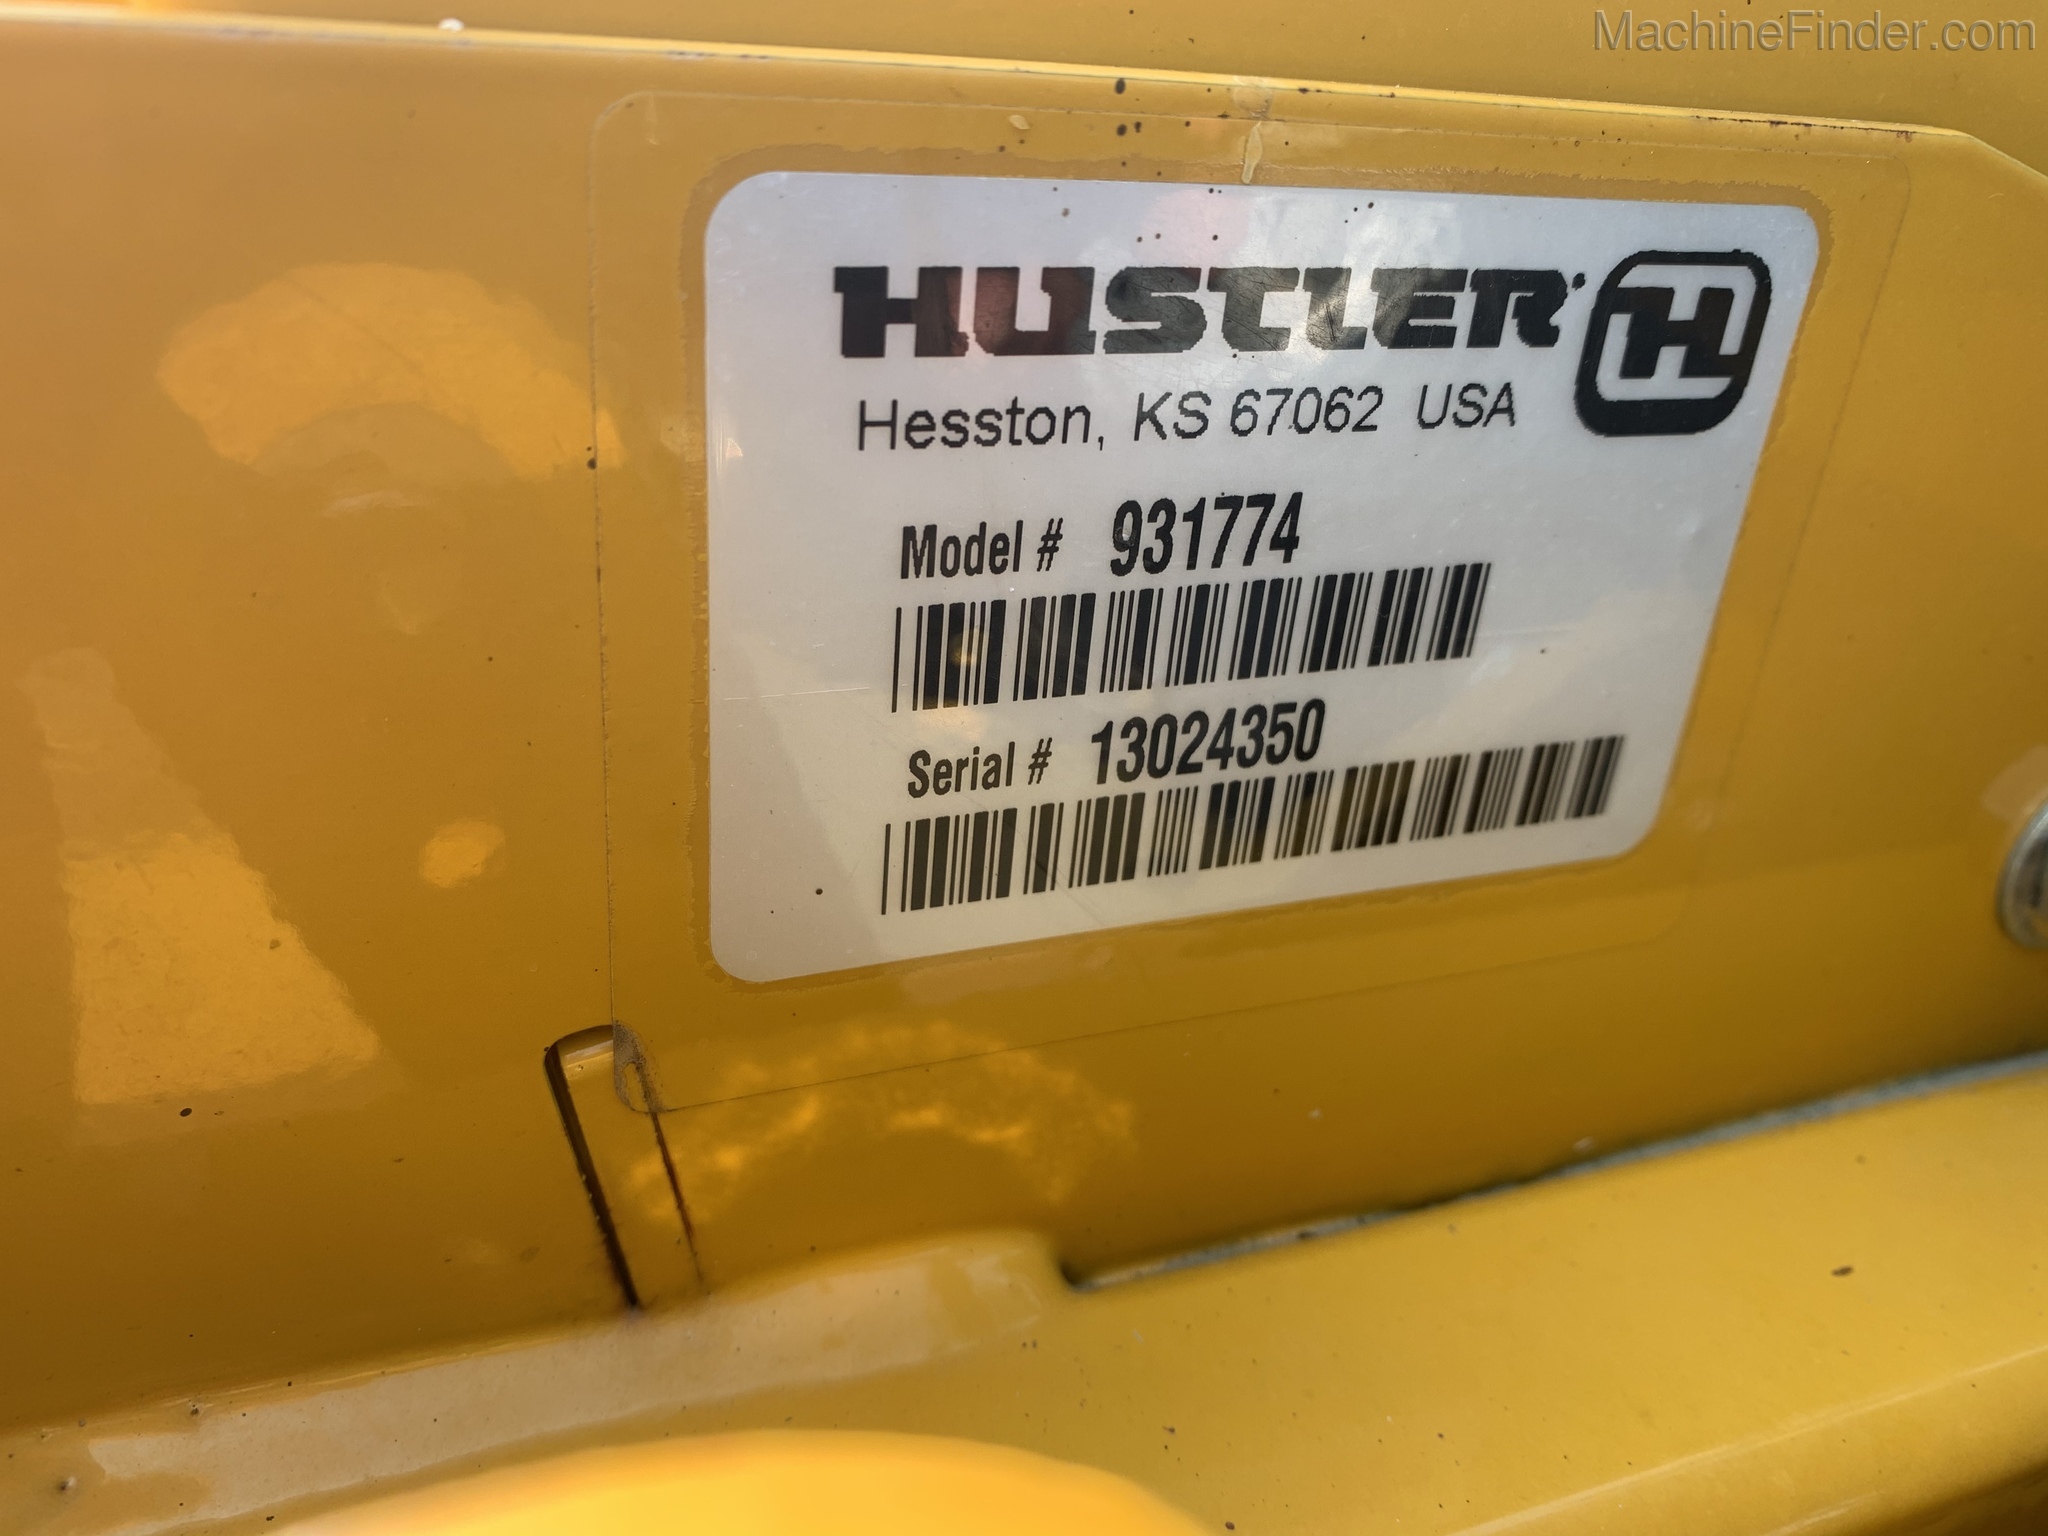 MachineFinder.com
HUSTLER H
Hesston, KS 67062 USA
Model # 931774
Serial # 13024350